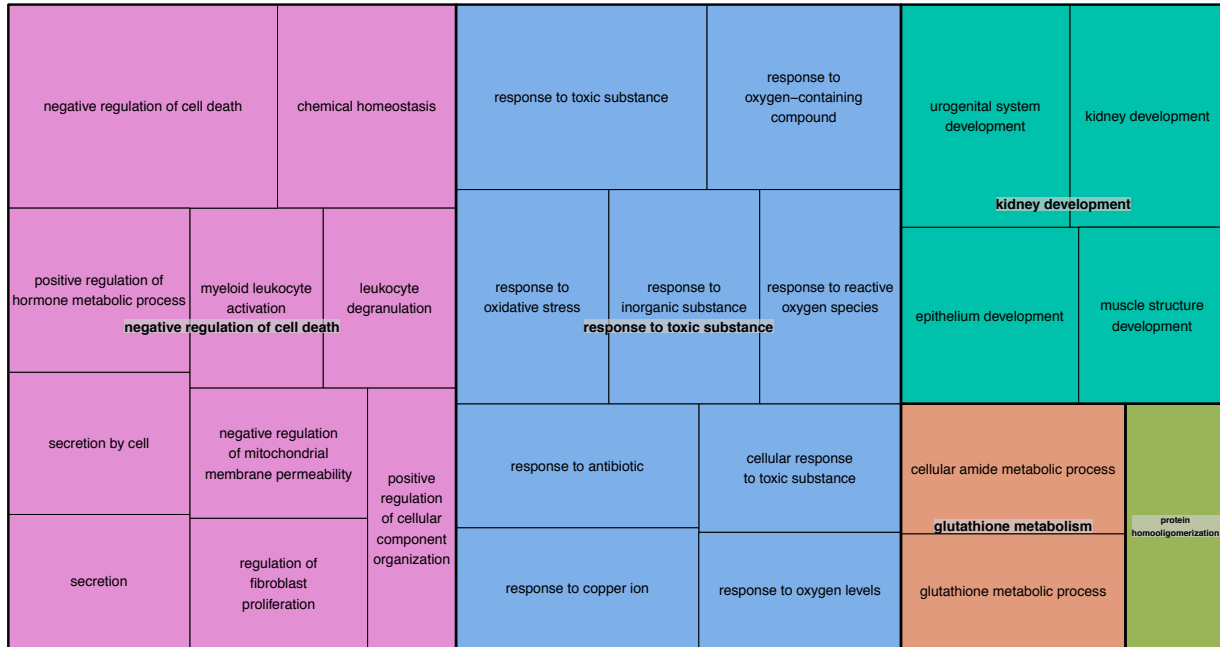 negative regulation of cell death
chemical homeostasis
positive regulation of
hormone metabolic process
myeloid leukocyte
activation
leukocyte
degranulation
negative regulation of cell death
secretion by cell
negative regulation
of mitochondrial
membrane permeability
positive
regulation
of cellular
component
organization
secretion
regulation of
fibroblast
proliferation
response to toxic substance
response to
oxygen−containing
compound
response to
oxidative stress
response to
inorganic substance
response to reactive
oxygen species
response to toxic substance
response to antibiotic
cellular response
to toxic substance
response to copper ion
response to oxygen levels
urogenital system
development
kidney development
kidney development
epithelium development
muscle structure
development
cellular amide metabolic process
glutathione metabolism
glutathione metabolic process
protein
homooligomerization